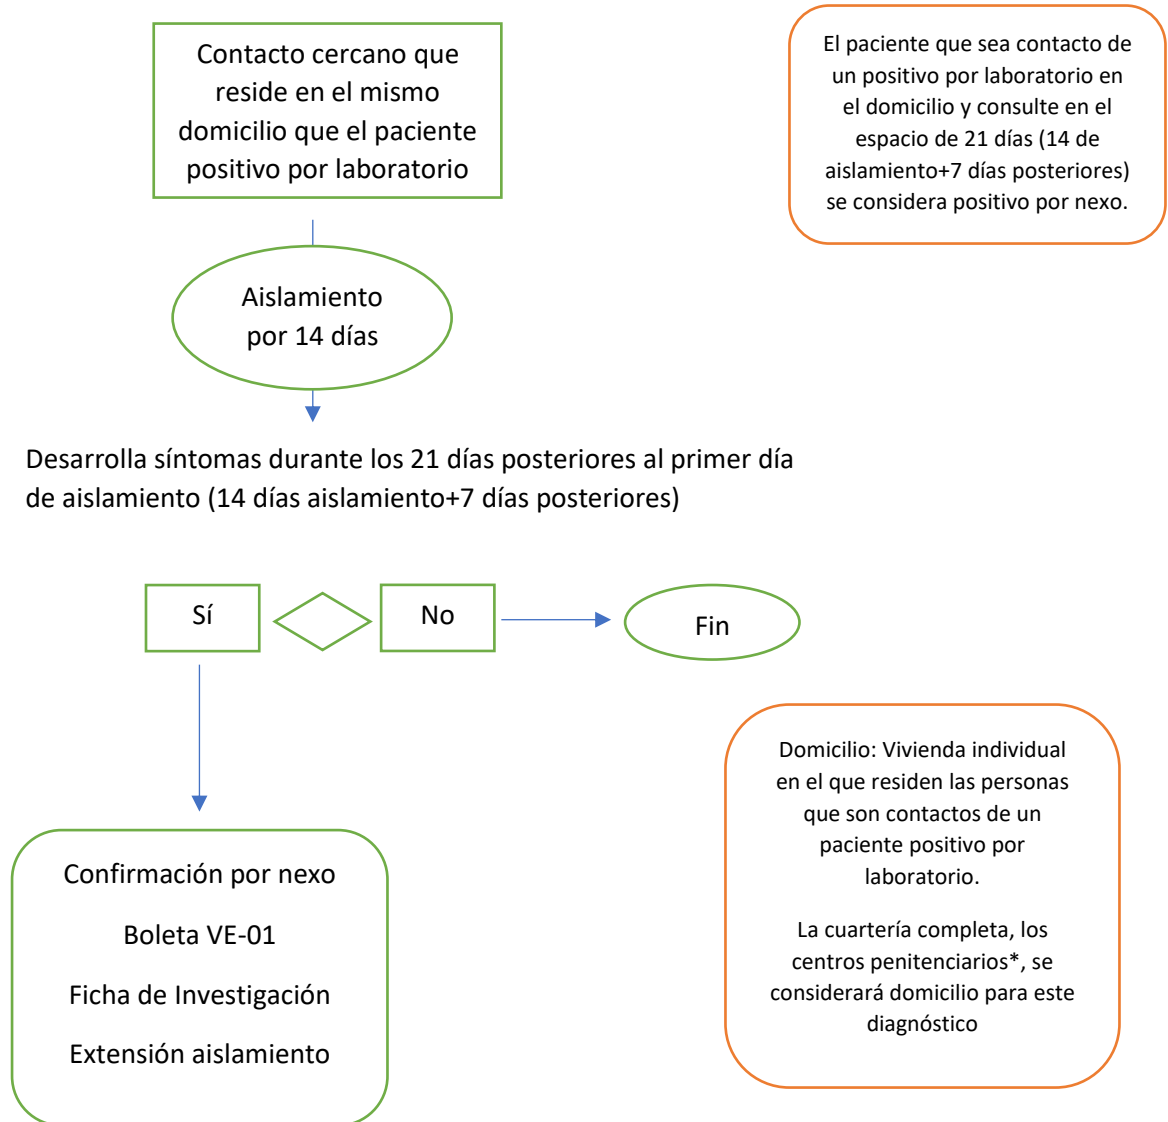 Contacto cercano que
reside en el mismo
domicilio que el paciente
positivo por laboratorio
El paciente que sea contacto de
un positivo por laboratorio en
el domicilio y consulte en el
espacio de 21 días (14 de
aislamiento+7 días posteriores)
se considera positivo por nexo.
Aislamiento
por 14 días
Desarrolla síntomas durante los 21 días posteriores al primer día
de aislamiento (14 días aislamiento+7 días posteriores)
Sí
No
Fin
Confirmación por nexo
Boleta VE-01
Ficha de Investigación
Extensión aislamiento
Domicilio: Vivienda individual
en el que residen las personas
que son contactos de un
paciente positivo por
laboratorio.
La cuartería completa, los
centros penitenciarios*, se
considerará domicilio para este
diagnóstico